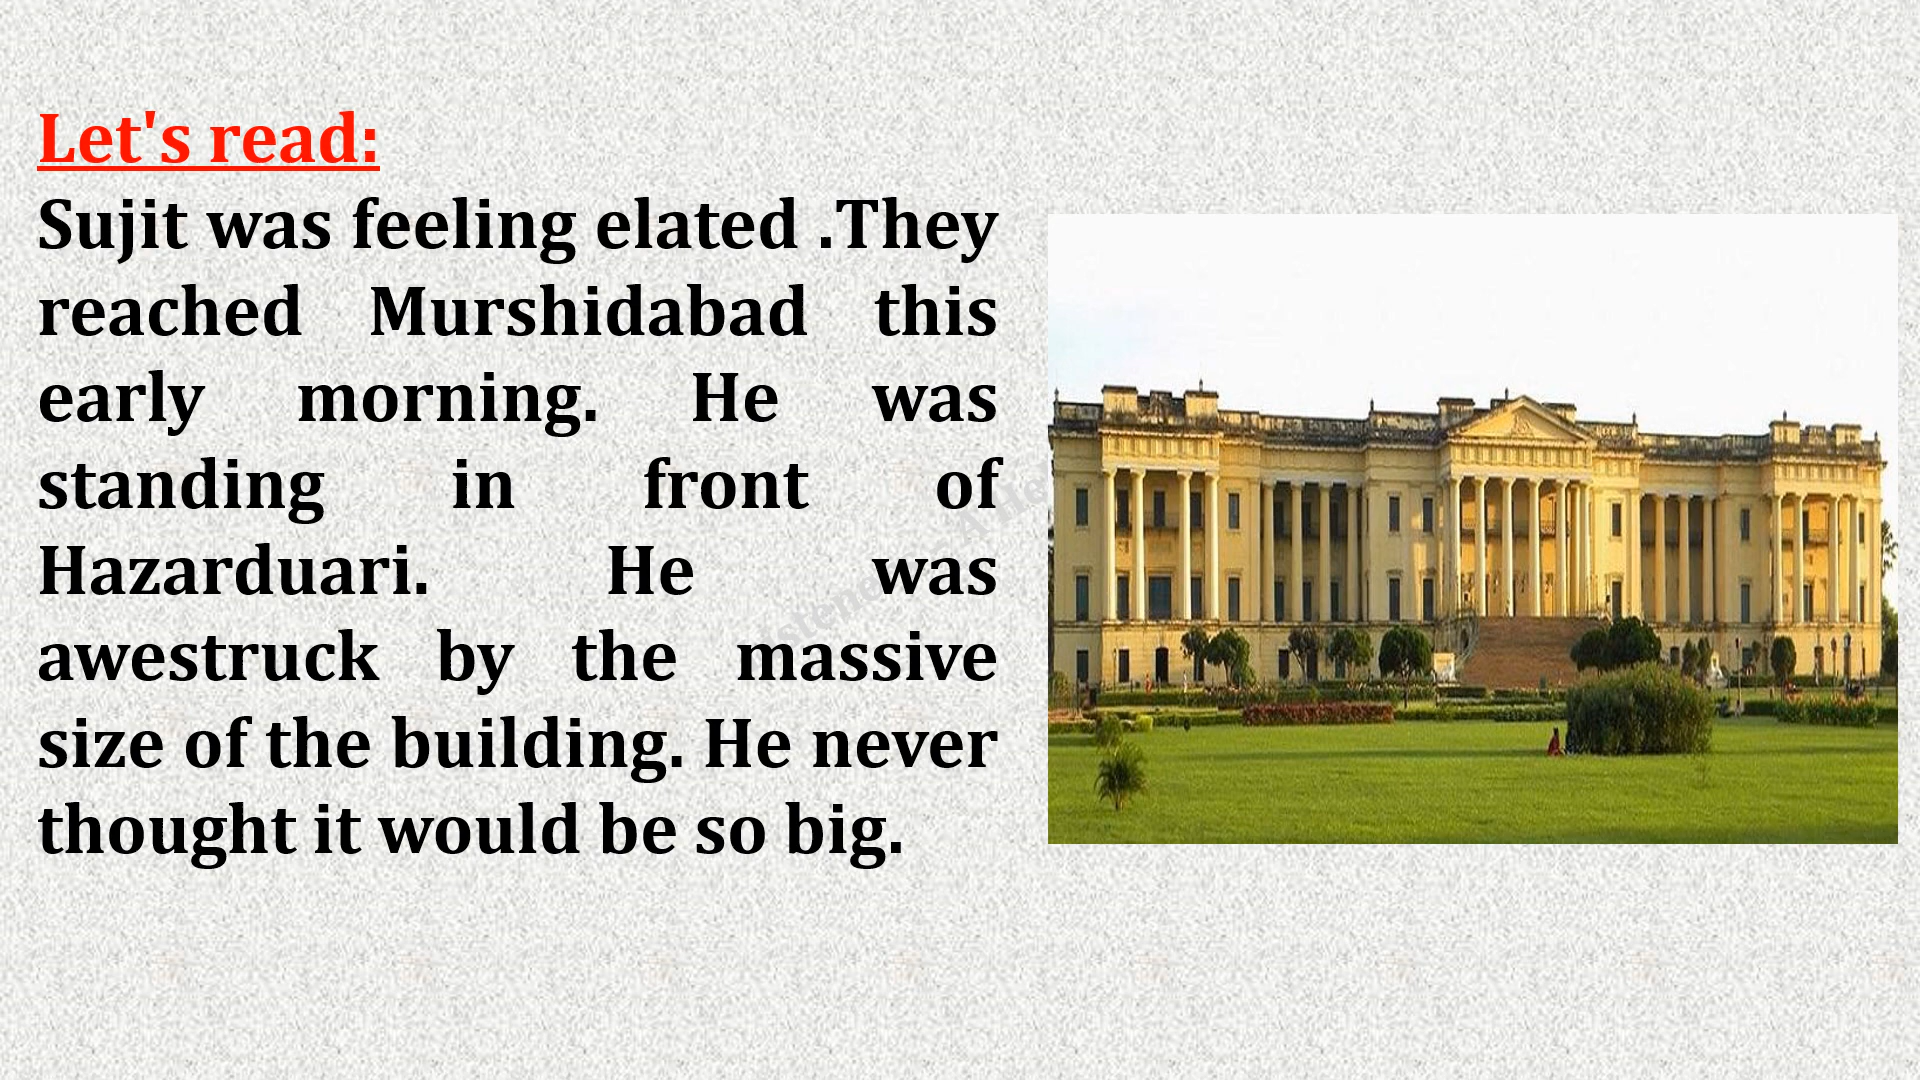 Let's read:
Sujit was feeling elated .They
reached Murshidabad this
early morning. He was
standing in front of
Hazarduari. He was
awestruck by the massive
size of the building. He never
thought it would be so big.